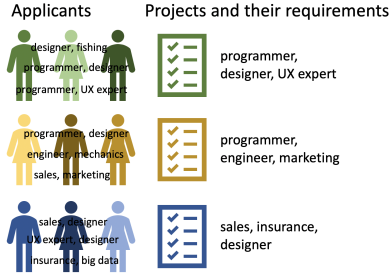 Applicants
Projects and their requirements
designer, fishing
programmer, designer
programmer, UX expert
programmer,
designer, UX expert
programmer, designer
engineer, mechanics
sales, marketing
programmer,
engineer, marketing
sales, designer
UX expert, designer
insurance, big data
sales, insurance,
designer